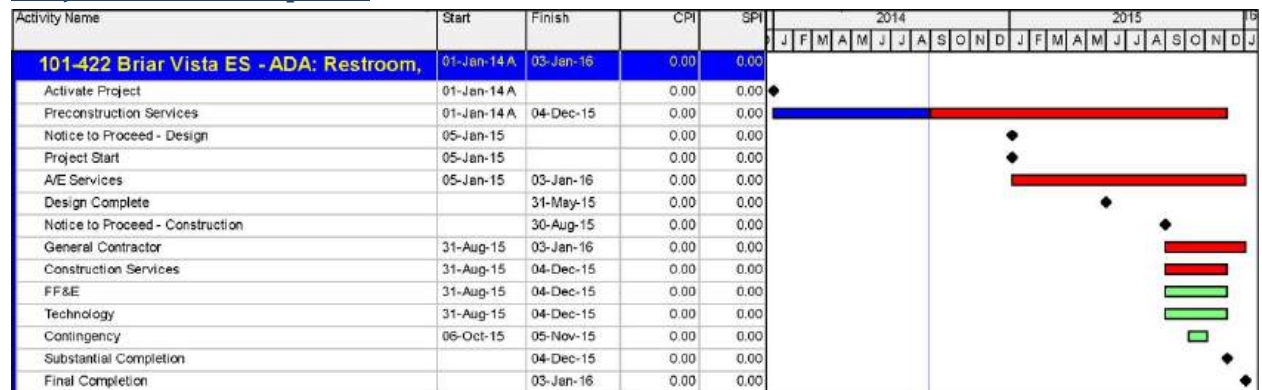 Activity Name Start Finish CPI SPI 2014 2015 16
J F M A M J J A S O N D J F M A M J J A S O N D J
101-422 Briar Vista ES - ADA: Restroom, 01-Jan-14 A 03-Jan-16 0.00 0.00
Activate Project 01-Jan-14 A 0.00 0.00
Preconstruction Services 01-Jan-14 A 04-Dec-15 0.00 0.00
Notice to Proceed - Design 05-Jan-15 0.00 0.00
Project Start 05-Jan-15 0.00 0.00
A/E Services 05-Jan-15 03-Jan-16 0.00 0.00
Design Complete 31-May-15 0.00 0.00
Notice to Proceed - Construction 30-Aug-15 0.00 0.00
General Contractor 31-Aug-15 03-Jan-16 0.00 0.00
Construction Services 31-Aug-15 04-Dec-15 0.00 0.00
FF&E 31-Aug-15 04-Dec-15 0.00 0.00
Technology 31-Aug-15 04-Dec-15 0.00 0.00
Contingency 06-Oct-15 05-Nov-15 0.00 0.00
Substantial Completion 04-Dec-15 0.00 0.00
Final Completion 03-Jan-16 0.00 0.00